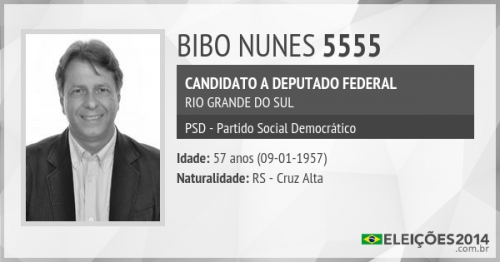 BIBO NUNES 5555
CANDIDATO A DEPUTADO FEDERAL
RIO GRANDE DO SUL
PSD - Partido Social Democrático
Idade: 57 anos (09-01-1957)
Naturalidade: RS - Cruz Alta
ELEIÇÕES2014
.com.br